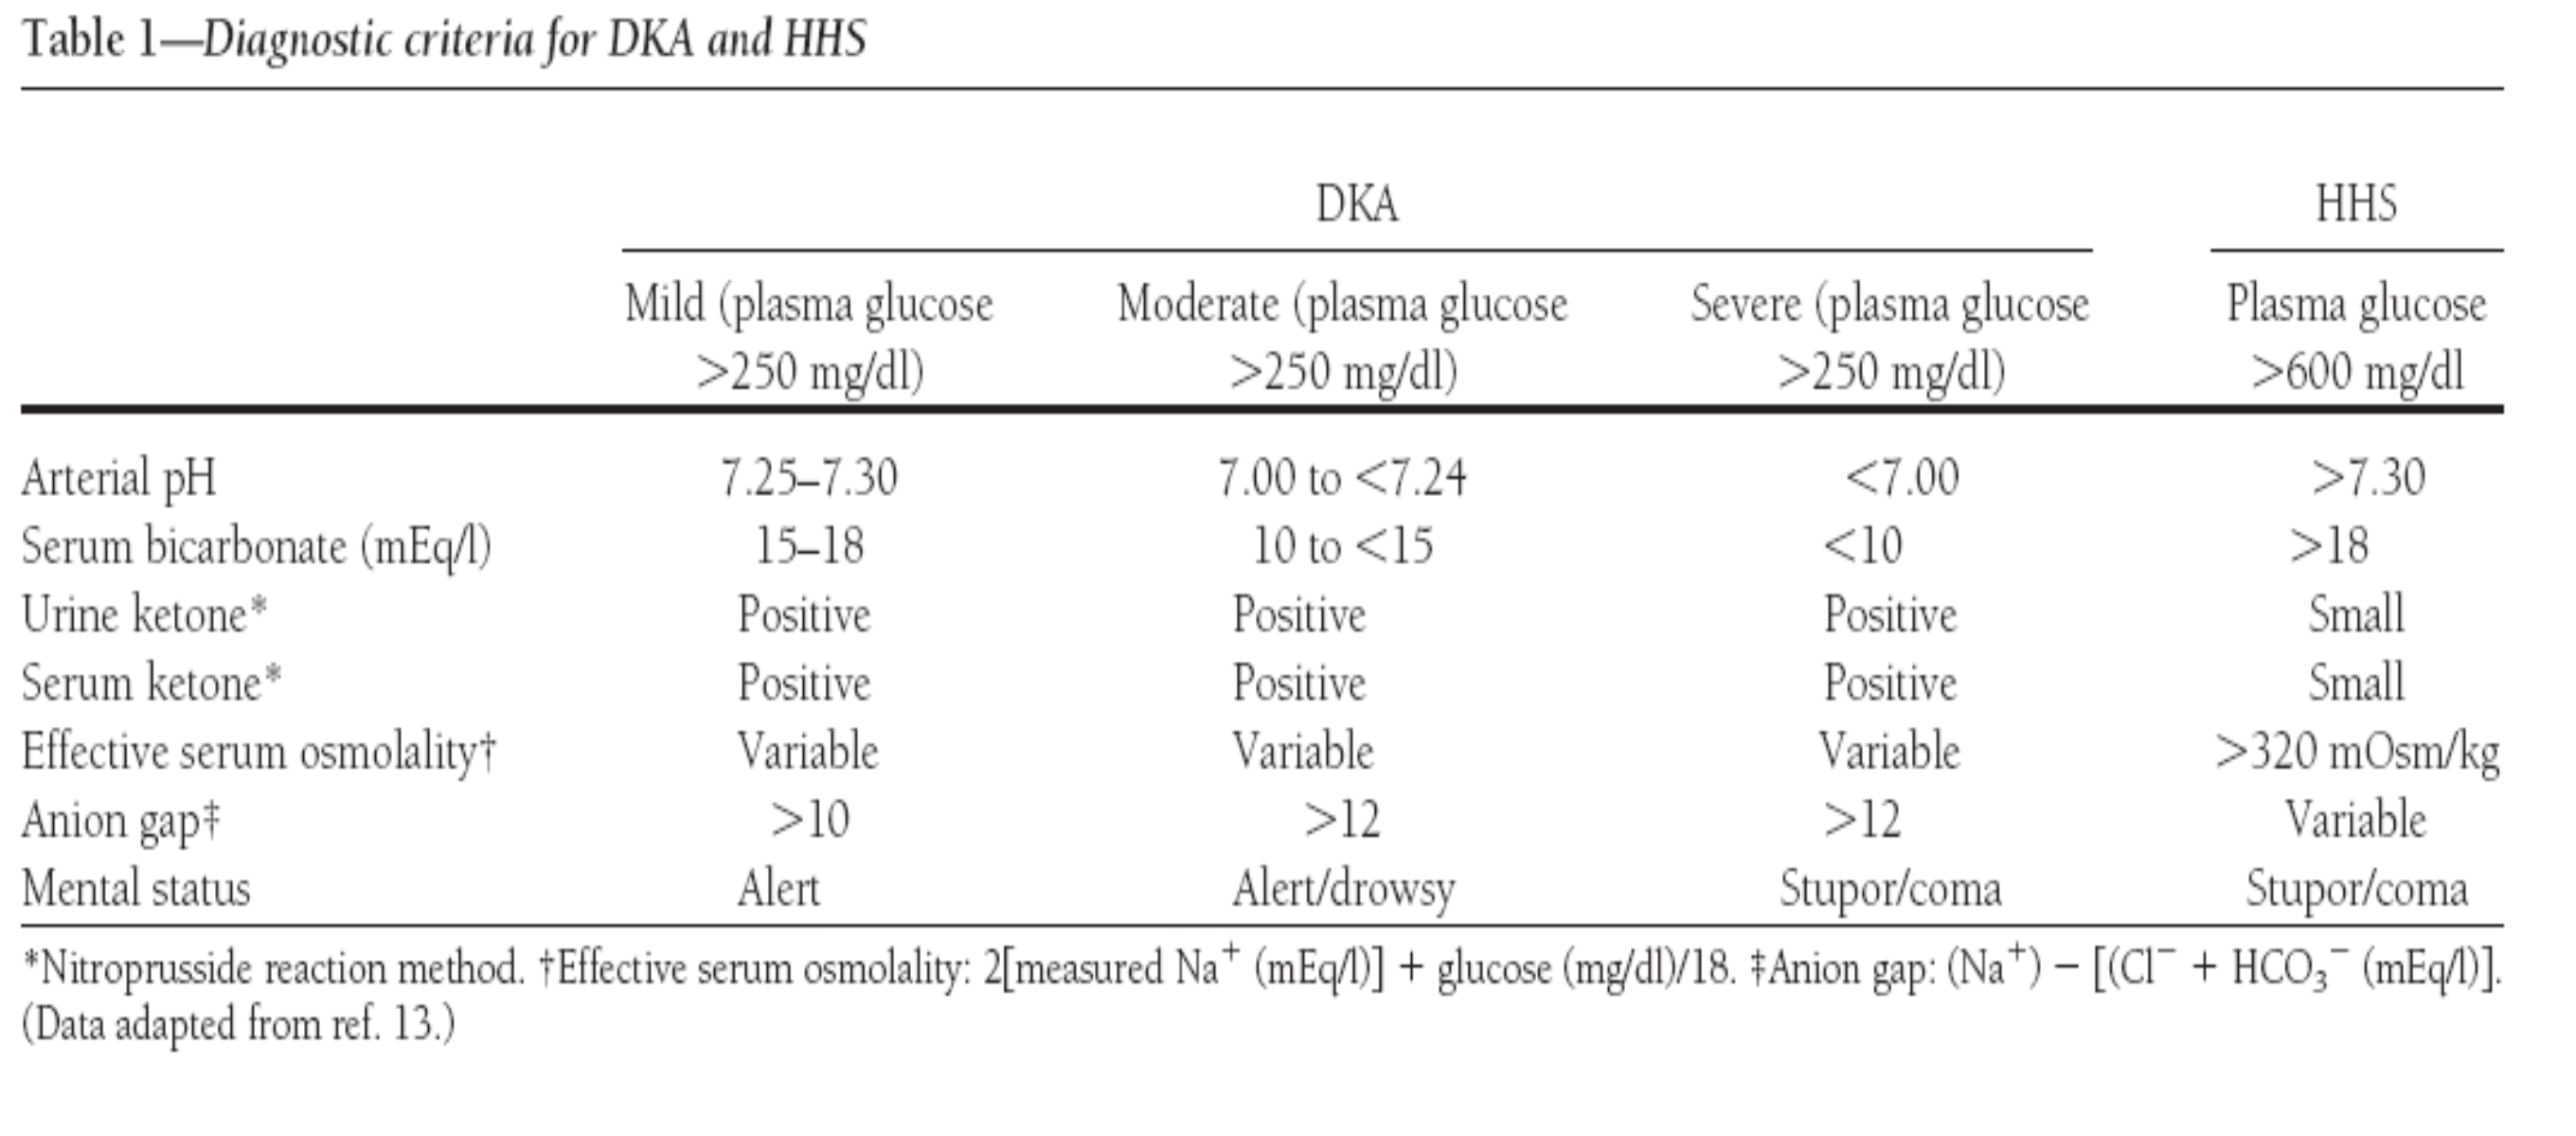 Table 1—Diagnostic criteria for DKA and HHS
DKA HHS
Mild (plasma glucose Moderate (plasma glucose Severe (plasma glucose Plasma glucose
>250 mg/dl) >250 mg/dl) >250 mg/dl) >600 mg/dl
Arterial pH 7.25–7.30 7.00 to <7.24 <7.00 >7.30
Serum bicarbonate (mEq/l) 15–18 10 to <15 <10 >18
Urine ketone* Positive Positive Positive Small
Serum ketone* Positive Positive Positive Small
Effective serum osmolality† Variable Variable Variable >320 mOsm/kg
Anion gap‡ >10 >12 >12 Variable
Mental status Alert Alert/drowsy Stupor/coma Stupor/coma
*Nitroprusside reaction method. †Effective serum osmolality: 2[measured Na⁺ (mEq/l)] + glucose (mg/dl)/18. ‡Anion gap: (Na⁺) − [(Cl⁻ + HCO₃⁻ (mEq/l)].
(Data adapted from ref. 13.)